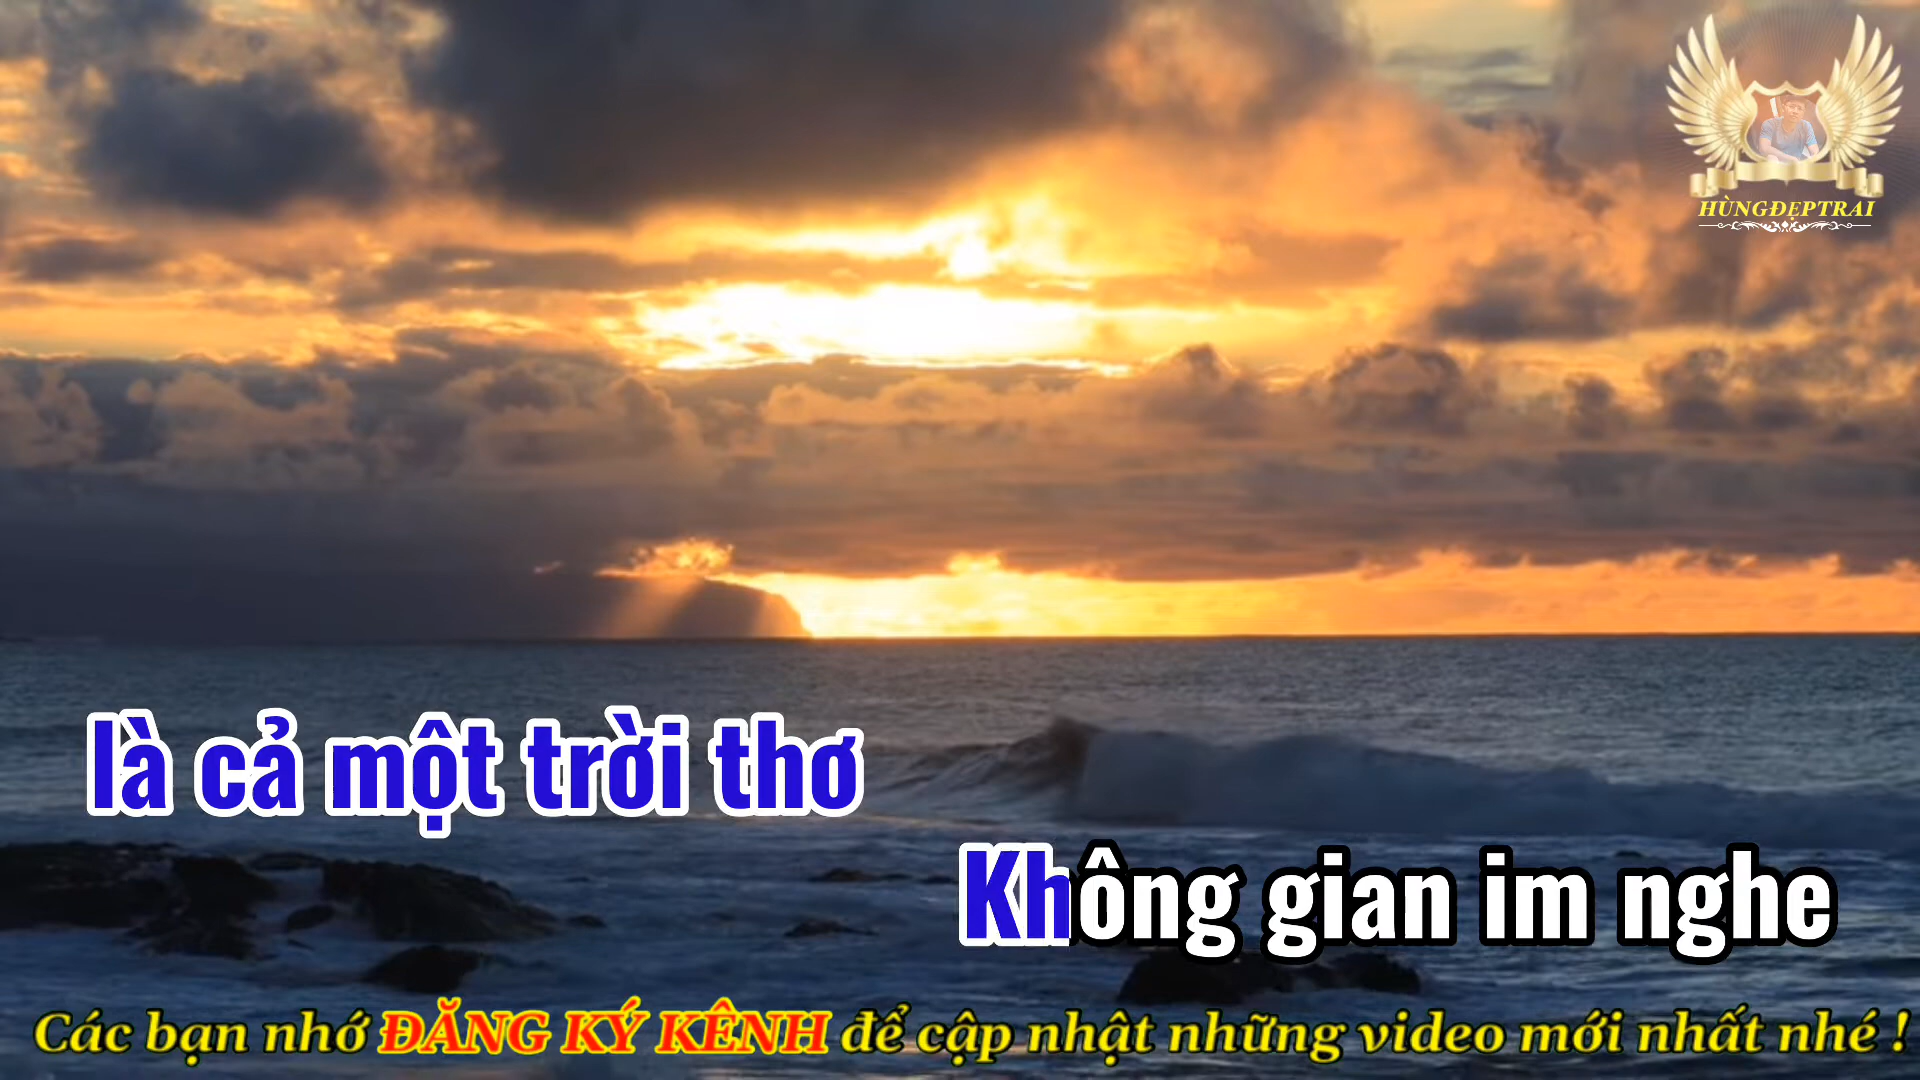 HÙNGĐẸPTRAI
là cả một trời thơ
Không gian im nghe
Các bạn nhớ ĐĂNG KÝ KÊNH để cập nhật những video mới nhất nhé !